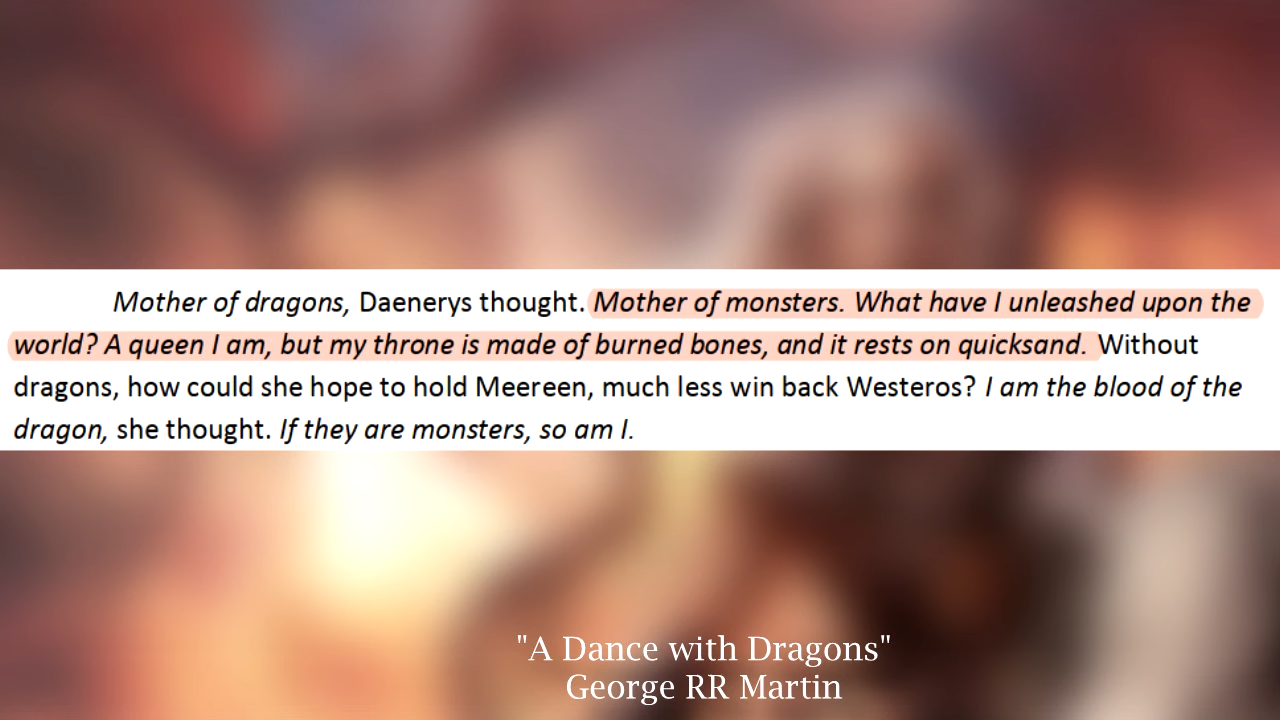 Mother of dragons, Daenerys thought. Mother of monsters. What have I unleashed upon the
world? A queen I am, but my throne is made of burned bones, and it rests on quicksand. Without
dragons, how could she hope to hold Meereen, much less win back Westeros? I am the blood of the
dragon, she thought. If they are monsters, so am I.
"A Dance with Dragons"
George RR Martin